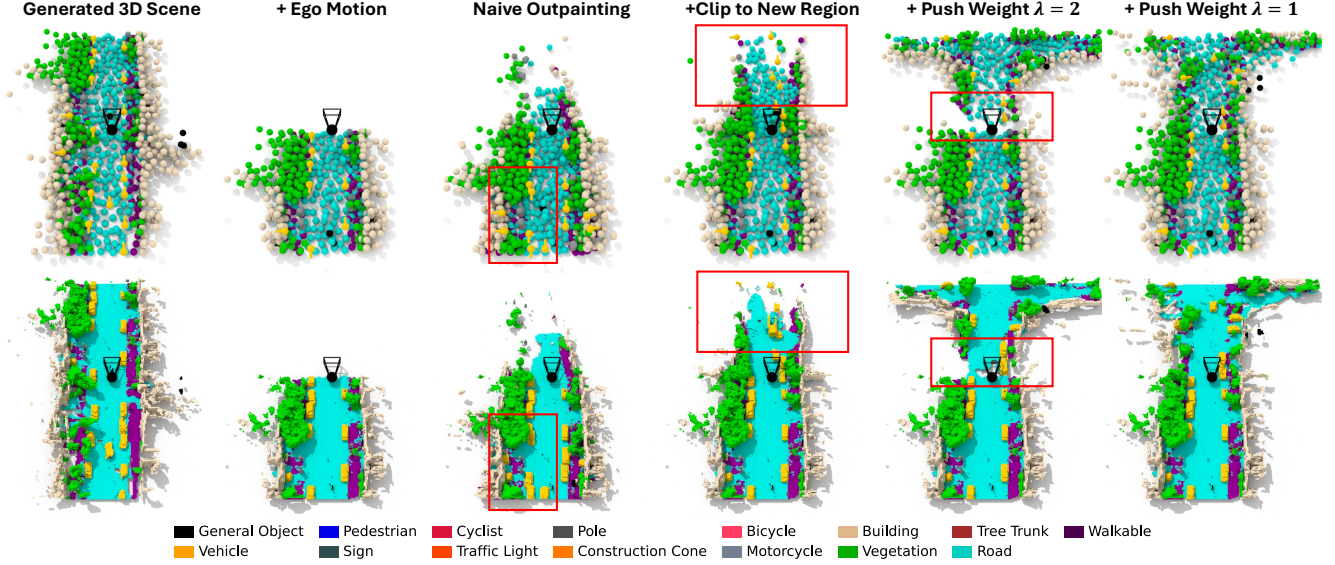 Generated 3D Scene + Ego Motion Naive Outpainting +Clip to New Region + Push Weight λ = 2 + Push Weight λ = 1
General Object Pedestrian Cyclist Pole Bicycle Building Tree Trunk Walkable
Vehicle Sign Traffic Light Construction Cone Motorcycle Vegetation Road